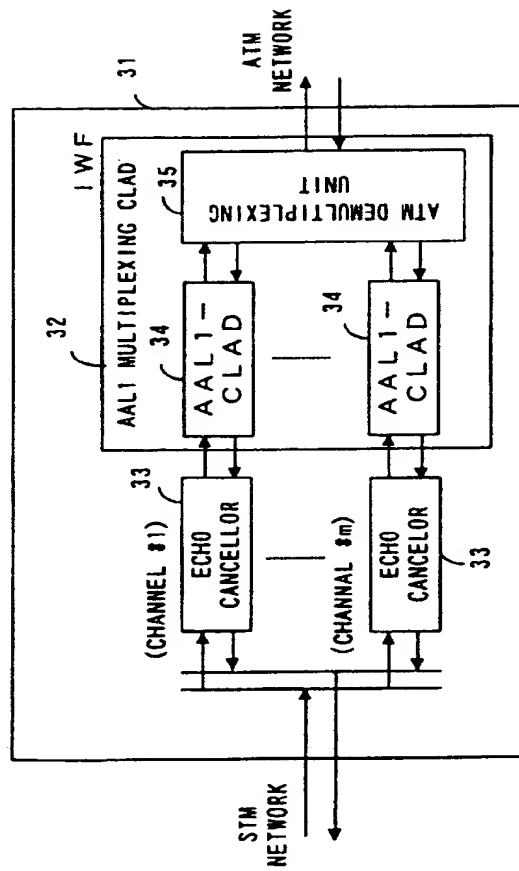 31
IWF
32
AAL1 MULTIPLEXING CLAD
ATM
NETWORK
35
ATM DEMULTIPLEXING
UNIT
34
AAL1-
CLAD
34
AAL1-
CLAD
33
(CHANNEL #1)
ECHO
CANCELLOR
(CHANNAL #m)
ECHO
CANCELOR
33
STM
NETWORK